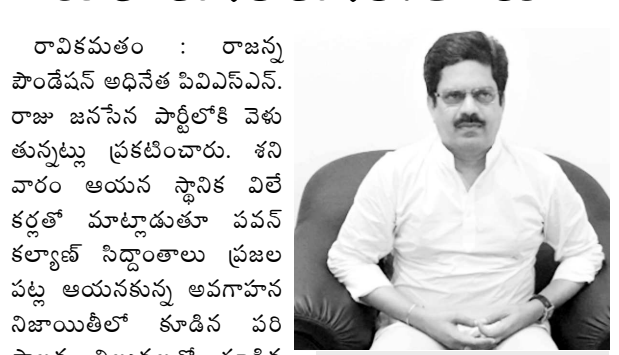 రావికమతం : రాజన్న
పౌండేషన్ అధినేత పివిఎస్ఎన్.
రాజు జనసేన పార్టీలోకి వెళు
తున్నట్లు ప్రకటించారు. శని
వారం ఆయన స్థానిక విలే
కర్లతో మాట్లాడుతూ పవన్
కల్యాణ్ సిద్దాంతాలు ప్రజల
పట్ల ఆయనకున్న అవగాహన
నిజాయితీలో కూడిన పరి